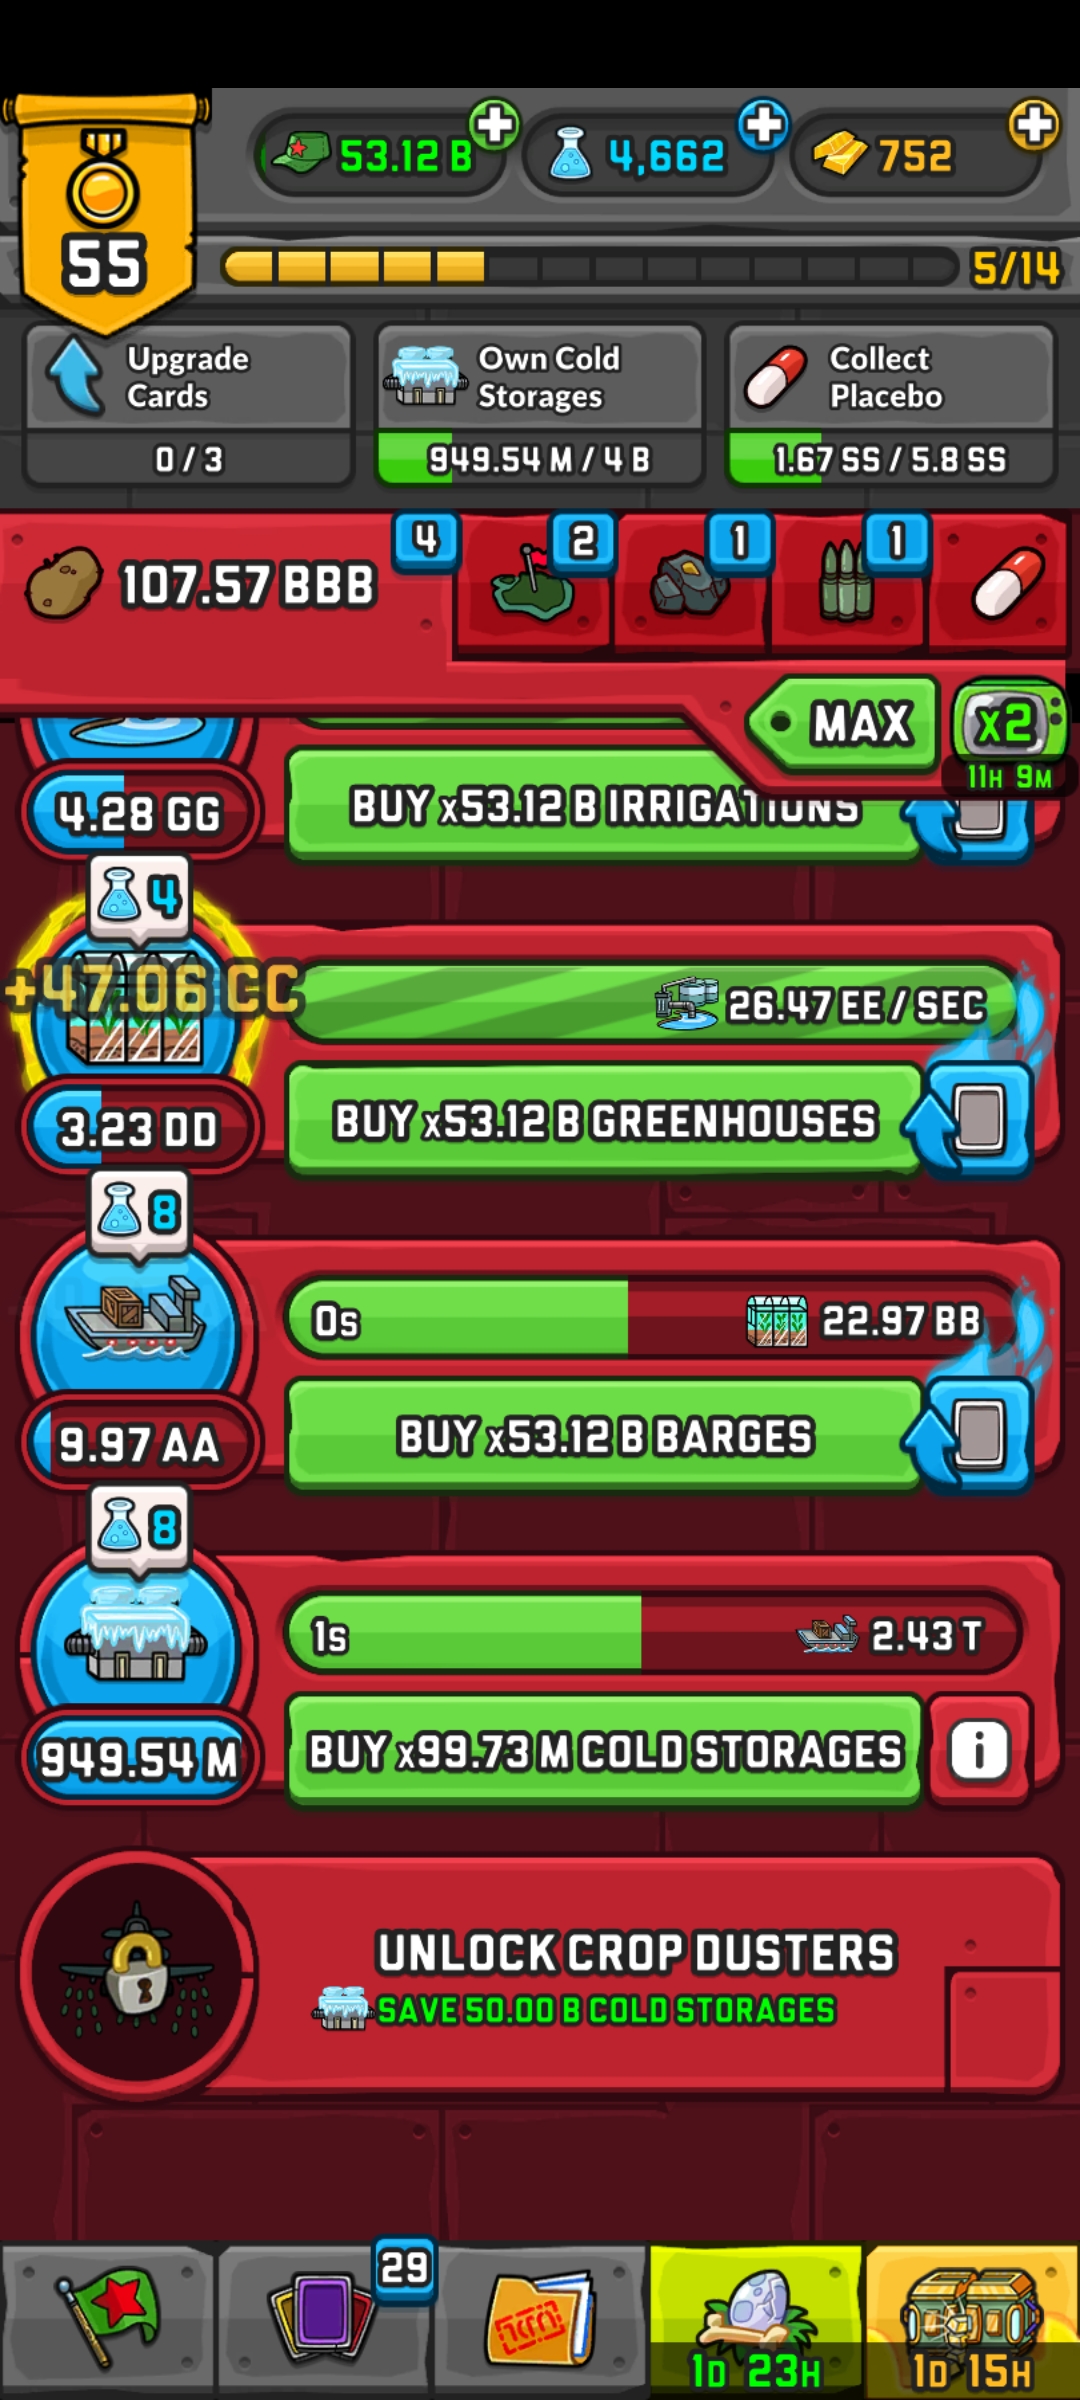 53.12 B
4,662
752
55
5/14
Upgrade
Cards
0 / 3
Own Cold
Storages
949.54 M / 4 B
Collect
Placebo
1.67 SS / 5.8 SS
107.57 BBB
4
2
1
1
MAX
X2
11H 9M
4.28 GG
BUY x53.12 B IRRIGATIONS
4
+47.06 CC
26.47 EE / SEC
3.23 DD
BUY x53.12 B GREENHOUSES
8
0s
22.97 BB
9.97 AA
BUY x53.12 B BARGES
8
1s
2.43 T
949.54 M
BUY x99.73 M COLD STORAGES
i
UNLOCK CROP DUSTERS
SAVE 50.00 B COLD STORAGES
29
1D 23H
1D 15H